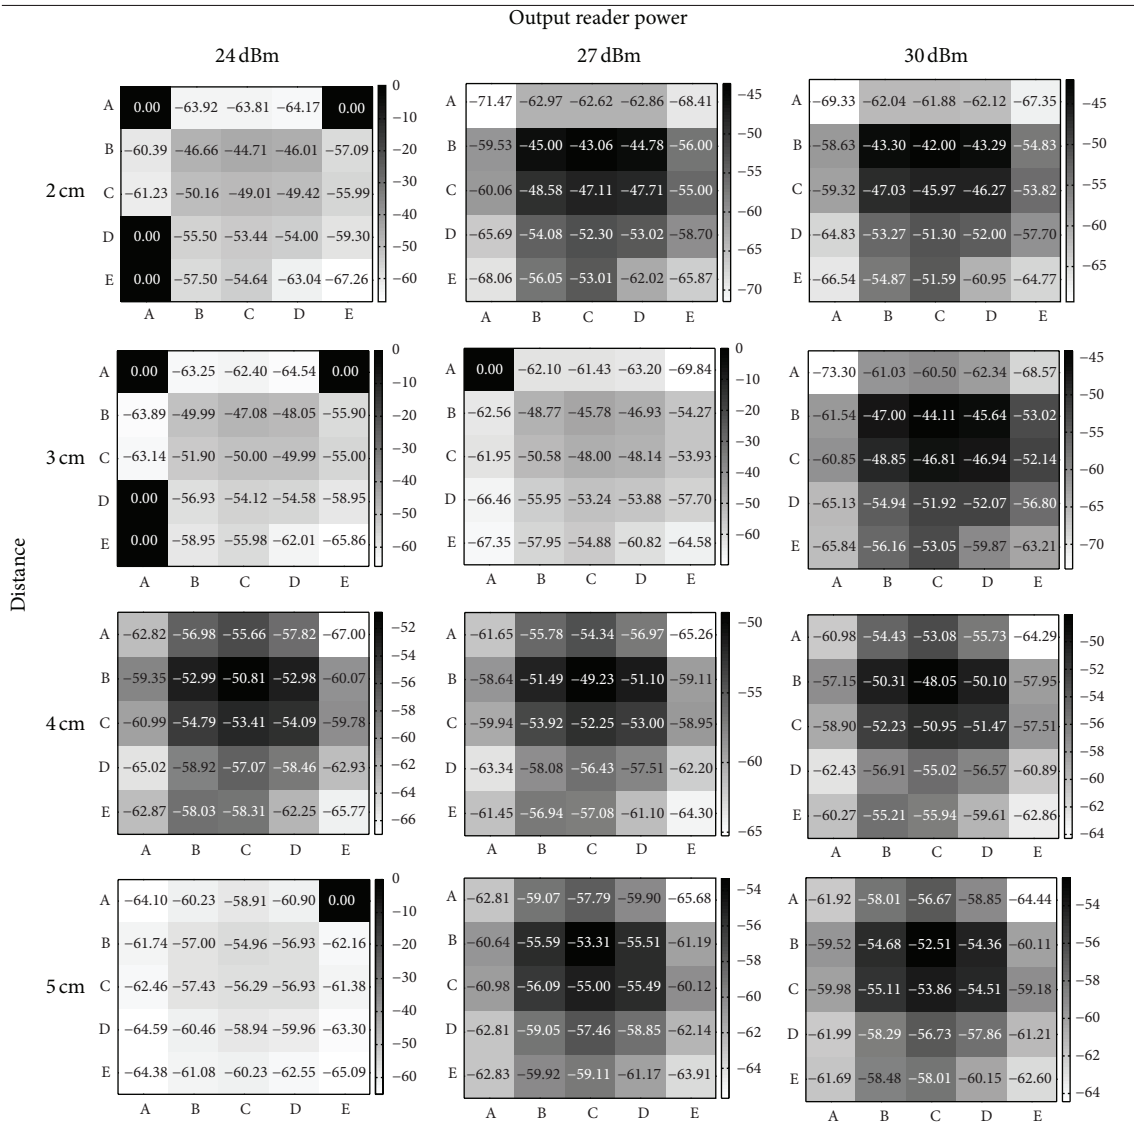 Output reader power
24 dBm 27 dBm 30 dBm
Distance
2 cm
A 0.00 −63.92 −63.81 −64.17 0.00
B −60.39 −46.66 −44.71 −46.01 −57.09
C −61.23 −50.16 −49.01 −49.42 −55.99
D 0.00 −55.50 −53.44 −54.00 −59.30
E 0.00 −57.50 −54.64 −63.04 −67.26
A B C D E
0 −10 −20 −30 −40 −50 −60
A −71.47 −62.97 −62.62 −62.86 −68.41
B −59.53 −45.00 −43.06 −44.78 −56.00
C −60.06 −48.58 −47.11 −47.71 −55.00
D −65.69 −54.08 −52.30 −53.02 −58.70
E −68.06 −56.05 −53.01 −62.02 −65.87
A B C D E
−45 −50 −55 −60 −65 −70
A −69.33 −62.04 −61.88 −62.12 −67.35
B −58.63 −43.30 −42.00 −43.29 −54.83
C −59.32 −47.03 −45.97 −46.27 −53.82
D −64.83 −53.27 −51.30 −52.00 −57.70
E −66.54 −54.87 −51.59 −60.95 −64.77
A B C D E
−45 −50 −55 −60 −65
3 cm
A 0.00 −63.25 −62.40 −64.54 0.00
B −63.89 −49.99 −47.08 −48.05 −55.90
C −63.14 −51.90 −50.00 −49.99 −55.00
D 0.00 −56.93 −54.12 −54.58 −58.95
E 0.00 −58.95 −55.98 −62.01 −65.86
A B C D E
0 −10 −20 −30 −40 −50 −60
A 0.00 −62.10 −61.43 −63.20 −69.84
B −62.56 −48.77 −45.78 −46.93 −54.27
C −61.95 −50.58 −48.00 −48.14 −53.93
D −66.46 −55.95 −53.24 −53.88 −57.70
E −67.35 −57.95 −54.88 −60.82 −64.58
A B C D E
0 −10 −20 −30 −40 −50 −60
A −73.30 −61.03 −60.50 −62.34 −68.57
B −61.54 −47.00 −44.11 −45.64 −53.02
C −60.85 −48.85 −46.81 −46.94 −52.14
D −65.13 −54.94 −51.92 −52.07 −56.80
E −65.84 −56.16 −53.05 −59.87 −63.21
A B C D E
−45 −50 −55 −60 −65 −70
4 cm
A −62.82 −56.98 −55.66 −57.82 −67.00
B −59.35 −52.99 −50.81 −52.98 −60.07
C −60.99 −54.79 −53.41 −54.09 −59.78
D −65.02 −58.92 −57.07 −58.46 −62.93
E −62.87 −58.03 −58.31 −62.25 −65.77
A B C D E
−52 −54 −56 −58 −60 −62 −64 −66
A −61.65 −55.78 −54.34 −56.97 −65.26
B −58.64 −51.49 −49.23 −51.10 −59.11
C −59.94 −53.92 −52.25 −53.00 −58.95
D −63.34 −58.08 −56.43 −57.51 −62.20
E −61.45 −56.94 −57.08 −61.10 −64.30
A B C D E
−50 −55 −60 −65
A −60.98 −54.43 −53.08 −55.73 −64.29
B −57.15 −50.31 −48.05 −50.10 −57.95
C −58.90 −52.23 −50.95 −51.47 −57.51
D −62.43 −56.91 −55.02 −56.57 −60.89
E −60.27 −55.21 −55.94 −59.61 −62.86
A B C D E
−50 −52 −54 −56 −58 −60 −62 −64
5 cm
A −64.10 −60.23 −58.91 −60.90 0.00
B −61.74 −57.00 −54.96 −56.93 −62.16
C −62.46 −57.43 −56.29 −56.93 −61.38
D −64.59 −60.46 −58.94 −59.96 −63.30
E −64.38 −61.08 −60.23 −62.55 −65.09
A B C D E
0 −10 −20 −30 −40 −50 −60
A −62.81 −59.07 −57.79 −59.90 −65.68
B −60.64 −55.59 −53.31 −55.51 −61.19
C −60.98 −56.09 −55.00 −55.49 −60.12
D −62.81 −59.05 −57.46 −58.85 −62.14
E −62.83 −59.92 −59.11 −61.17 −63.91
A B C D E
−54 −56 −58 −60 −62 −64
A −61.92 −58.01 −56.67 −58.85 −64.44
B −59.52 −54.68 −52.51 −54.36 −60.11
C −59.98 −55.11 −53.86 −54.51 −59.18
D −61.99 −58.29 −56.73 −57.86 −61.21
E −61.69 −58.48 −58.01 −60.15 −62.60
A B C D E
−54 −56 −58 −60 −62 −64